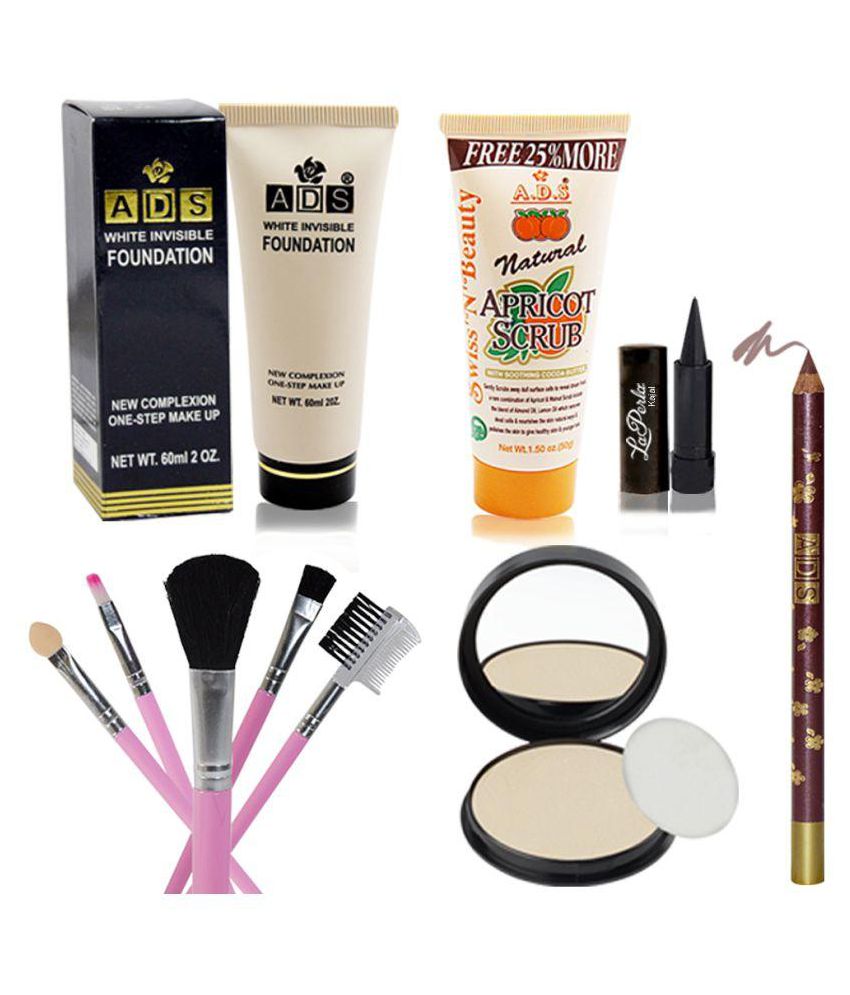 ADS
WHITE INVISIBLE
FOUNDATION
NEW COMPLEXION
ONE-STEP MAKE UP
NET WT. 60ml 2 OZ.
ADS®
WHITE INVISIBLE
FOUNDATION
NEW COMPLEXION
ONE-STEP MAKE UP
NET WT. 60ml 2OZ.
FREE 25% MORE
A.D.S
Swiss "N" Beauty
Natural
APRICOT
SCRUB
WITH SOOTHING COCOA BUTTER
Net Wt.1.50 oz.(50g)
LaPerla
Kajal
ADS